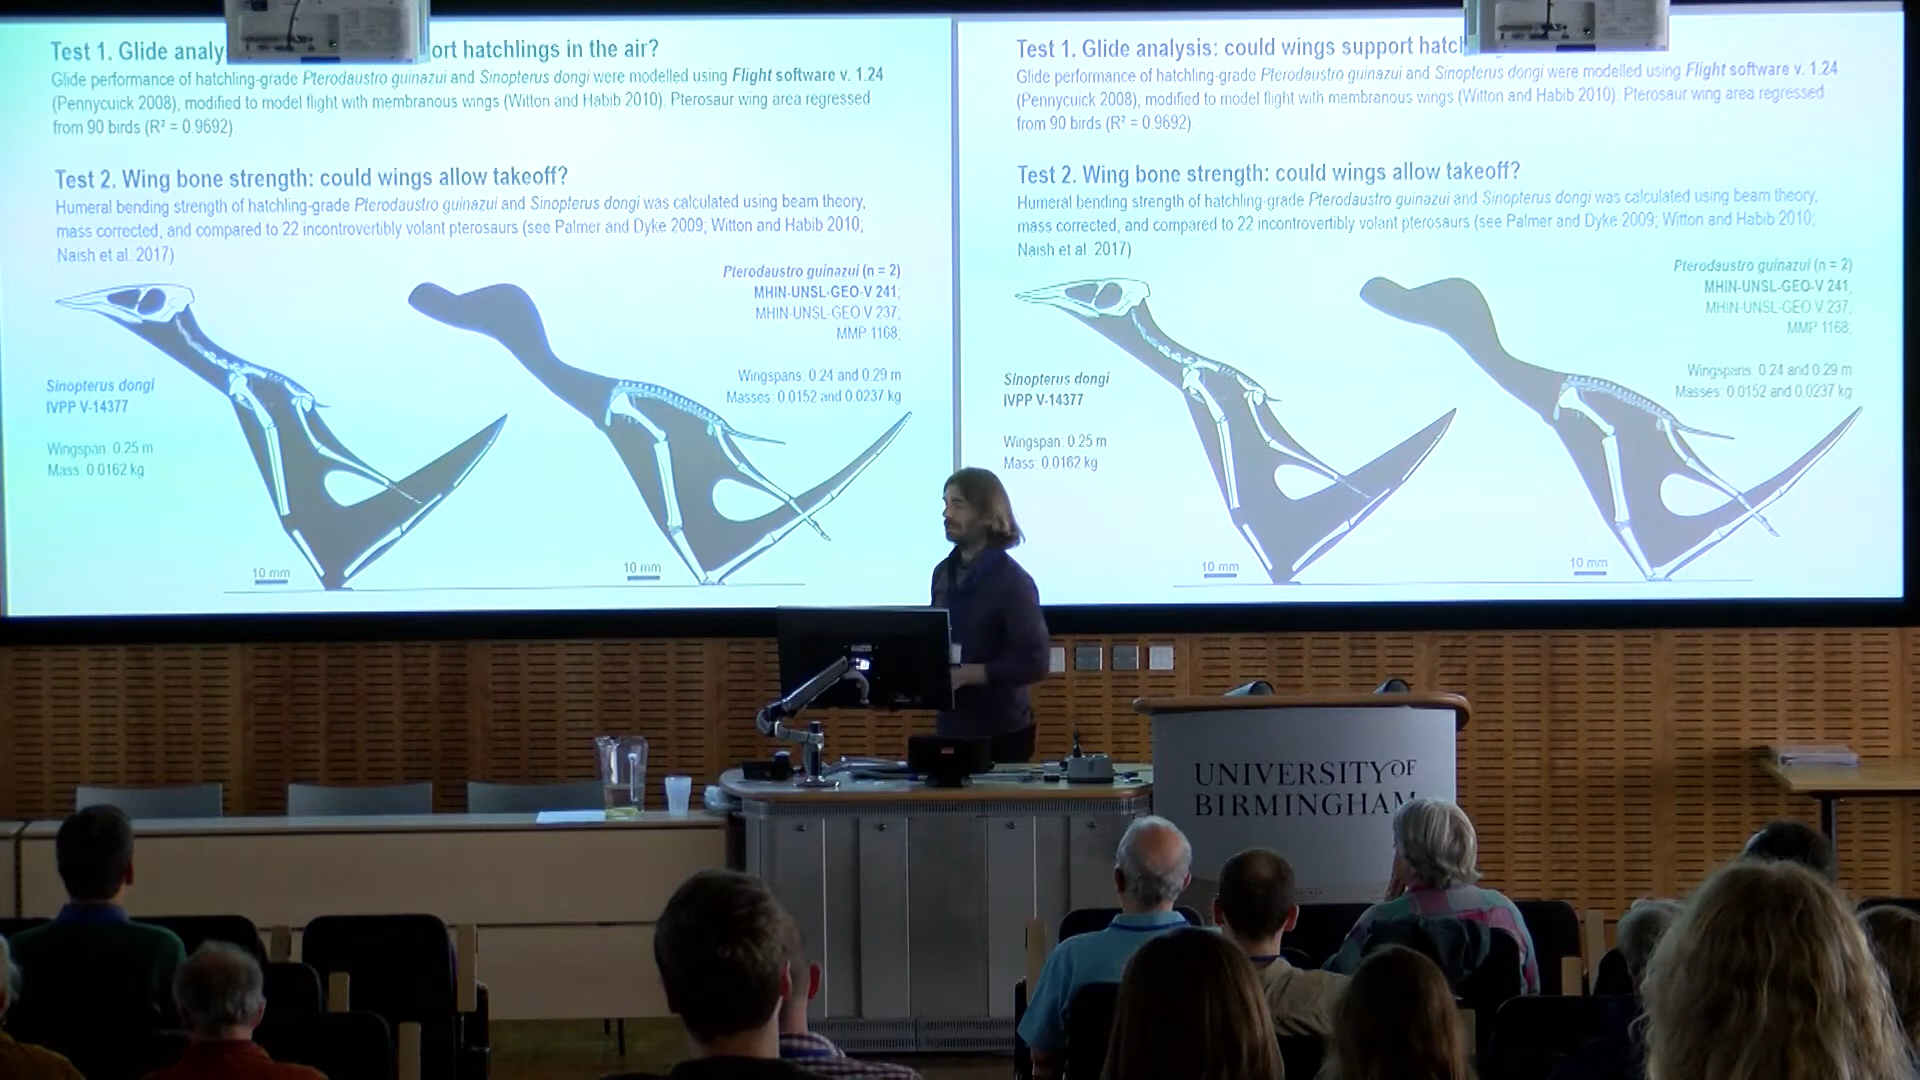 Test 1. Glide analy ort hatchlings in the air?
Glide performance of hatchling-grade Pterodaustro guinazui and Sinopterus dongi were modelled using Flight software v. 1.24
(Pennycuick 2008), modified to model flight with membranous wings (Witton and Habib 2010). Pterosaur wing area regressed
from 90 birds (R² = 0.9692).
Test 2. Wing bone strength: could wings allow takeoff?
Humeral bending strength of hatchling-grade Pterodaustro guinazui and Sinopterus dongi was calculated using beam theory,
mass corrected, and compared to 22 incontrovertibly volant pterosaurs (see Palmer and Dyke 2009; Witton and Habib 2010;
Naish et al. 2017)
Pterodaustro guinazui (n = 2)
MHIN-UNSL-GEO-V 241;
MHIN-UNSL-GEO V 237;
MMP 1168;
Wingspans: 0.24 and 0.29 m
Masses: 0.0152 and 0.0237 kg
Sinopterus dongi
IVPP V-14377
Wingspan: 0.25 m
Mass: 0.0162 kg
10 mm
10 mm
Test 1. Glide analysis: could wings support hatcl
Glide performance of hatchling-grade Pterodaustro guinazui and Sinopterus dongi were modelled using Flight software v. 1.24
(Pennycuick 2008), modified to model flight with membranous wings (Witton and Habib 2010). Pterosaur wing area regressed
from 90 birds (R² = 0.9692).
Test 2. Wing bone strength: could wings allow takeoff?
Humeral bending strength of hatchling-grade Pterodaustro guinazui and Sinopterus dongi was calculated using beam theory,
mass corrected, and compared to 22 incontrovertibly volant pterosaurs (see Palmer and Dyke 2009; Witton and Habib 2010;
Naish et al. 2017)
Pterodaustro guinazui (n = 2)
MHIN-UNSL-GEO-V 241,
MHIN-UNSL-GEO V 237;
MMP 1168;
Wingspans: 0.24 and 0.29 m
Masses: 0.0152 and 0.0237 kg
Sinopterus dongi
IVPP V-14377
Wingspan: 0.25 m
Mass: 0.0162 kg
10 mm
10 mm
UNIVERSITY OF
BIRMINGHAM